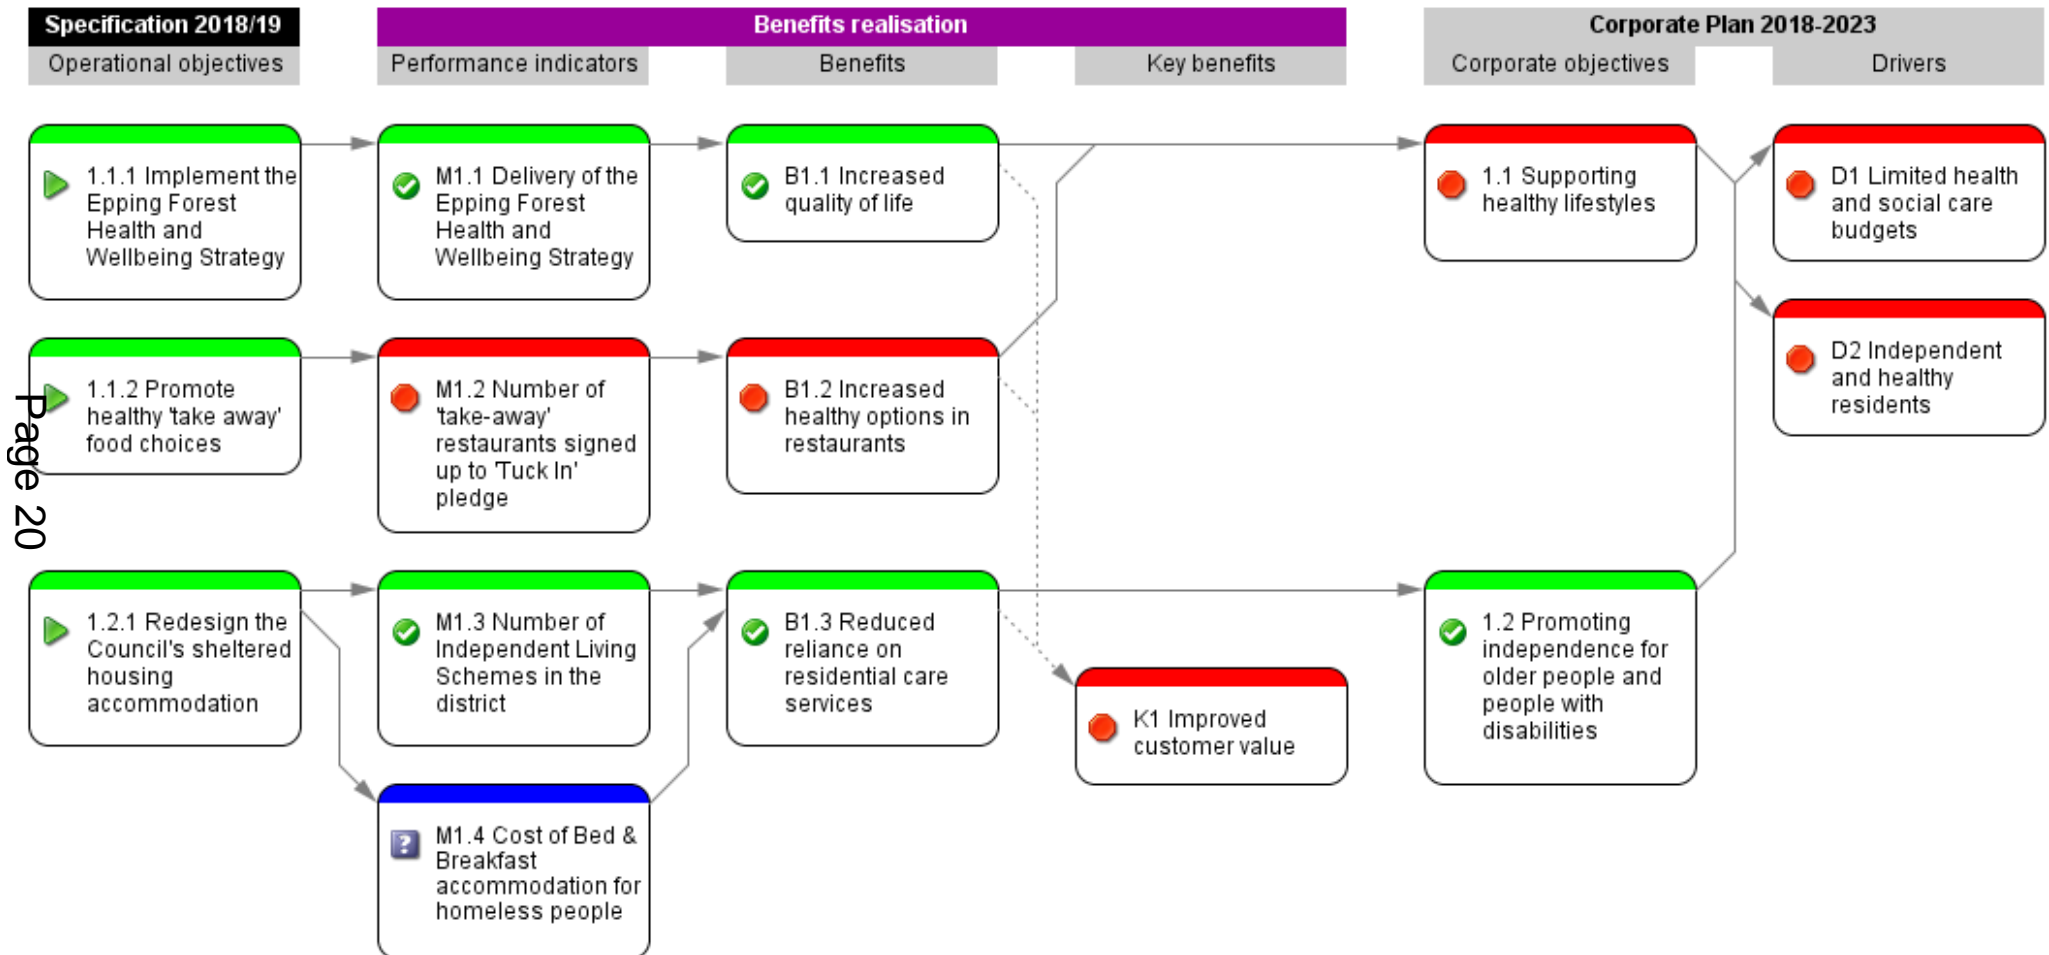 Specification 2018/19
Benefits realisation
Corporate Plan 2018-2023
Operational objectives
Performance indicators
Benefits
Key benefits
Corporate objectives
Drivers
1.1.1 Implement the
Epping Forest
Health and
Wellbeing Strategy
M1.1 Delivery of the
Epping Forest
Health and
Wellbeing Strategy
B1.1 Increased
quality of life
1.1 Supporting
healthy lifestyles
D1 Limited health
and social care
budgets
D2 Independent
and healthy
residents
1.1.2 Promote
healthy 'take away'
food choices
M1.2 Number of
'take-away'
restaurants signed
up to 'Tuck In'
pledge
B1.2 Increased
healthy options in
restaurants
Page 20
1.2.1 Redesign the
Council's sheltered
housing
accommodation
M1.3 Number of
Independent Living
Schemes in the
district
B1.3 Reduced
reliance on
residential care
services
K1 Improved
customer value
1.2 Promoting
independence for
older people and
people with
disabilities
?
M1.4 Cost of Bed &
Breakfast
accommodation for
homeless people